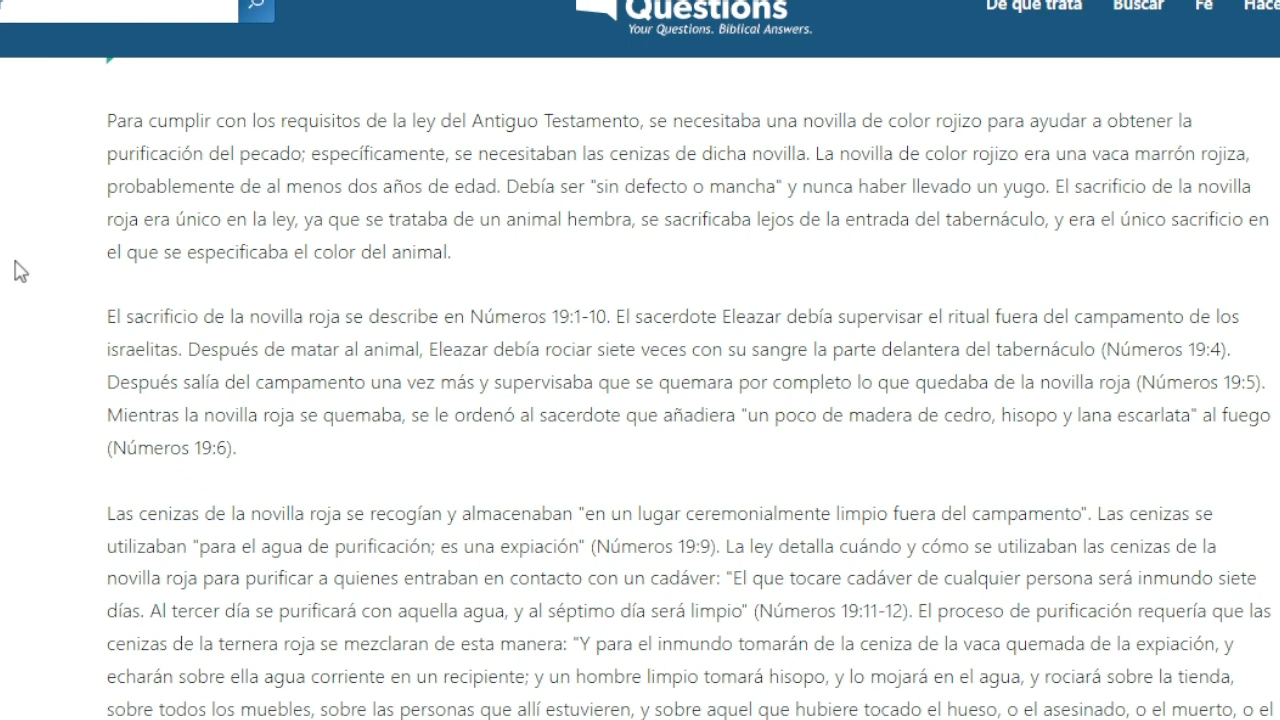 Questions
Your Questions. Biblical Answers.
De qué trata Buscar Fe
Para cumplir con los requisitos de la ley del Antiguo Testamento, se necesitaba una novilla de color rojizo para ayudar a obtener la
purificación del pecado; específicamente, se necesitaban las cenizas de dicha novilla. La novilla de color rojizo era una vaca marrón rojiza,
probablemente de al menos dos años de edad. Debía ser "sin defecto o mancha" y nunca haber llevado un yugo. El sacrificio de la novilla
roja era único en la ley, ya que se trataba de un animal hembra, se sacrificaba lejos de la entrada del tabernáculo, y era el único sacrificio en
el que se especificaba el color del animal.
El sacrificio de la novilla roja se describe en Números 19:1-10. El sacerdote Eleazar debía supervisar el ritual fuera del campamento de los
israelitas. Después de matar al animal, Eleazar debía rociar siete veces con su sangre la parte delantera del tabernáculo (Números 19:4).
Después salía del campamento una vez más y supervisaba que se quemara por completo lo que quedaba de la novilla roja (Números 19:5).
Mientras la novilla roja se quemaba, se le ordenó al sacerdote que añadiera "un poco de madera de cedro, hisopo y lana escarlata" al fuego
(Números 19:6).
Las cenizas de la novilla roja se recogían y almacenaban "en un lugar ceremonialmente limpio fuera del campamento". Las cenizas se
utilizaban "para el agua de purificación; es una expiación" (Números 19:9). La ley detalla cuándo y cómo se utilizaban las cenizas de la
novilla roja para purificar a quienes entraban en contacto con un cadáver: "El que tocare cadáver de cualquier persona será inmundo siete
días. Al tercer día se purificará con aquella agua, y al séptimo día será limpio" (Números 19:11-12). El proceso de purificación requería que las
cenizas de la ternera roja se mezclaran de esta manera: "Y para el inmundo tomarán de la ceniza de la vaca quemada de la expiación, y
echarán sobre ella agua corriente en un recipiente; y un hombre limpio tomará hisopo, y lo mojará en el agua, y rociará sobre la tienda,
sobre todos los muebles, sobre las personas que allí estuvieren, y sobre aquel que hubiere tocado el hueso, o el asesinado, o el muerto, o el